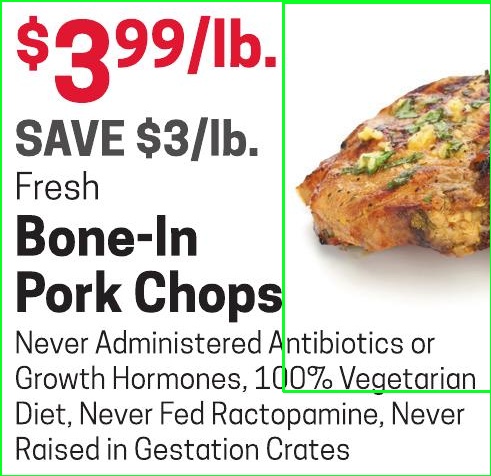 $3.99/lb.
SAVE $3/lb.
Fresh
Bone-In
Pork Chops
Never Administered Antibiotics or
Growth Hormones, 100% Vegetarian
Diet, Never Fed Ractopamine, Never
Raised in Gestation Crates